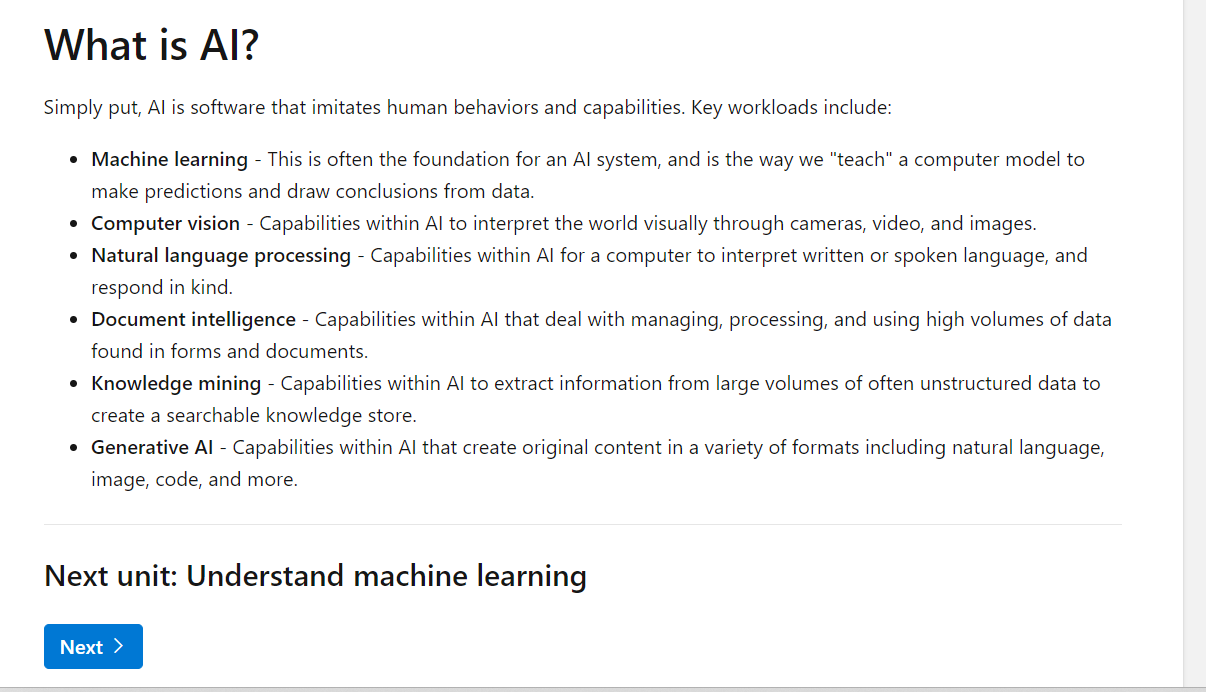 What is AI?
Simply put, AI is software that imitates human behaviors and capabilities. Key workloads include:
• Machine learning - This is often the foundation for an AI system, and is the way we "teach" a computer model to
make predictions and draw conclusions from data.
• Computer vision - Capabilities within AI to interpret the world visually through cameras, video, and images.
• Natural language processing - Capabilities within AI for a computer to interpret written or spoken language, and
respond in kind.
• Document intelligence - Capabilities within AI that deal with managing, processing, and using high volumes of data
found in forms and documents.
• Knowledge mining - Capabilities within AI to extract information from large volumes of often unstructured data to
create a searchable knowledge store.
• Generative AI - Capabilities within AI that create original content in a variety of formats including natural language,
image, code, and more.
Next unit: Understand machine learning
Next >